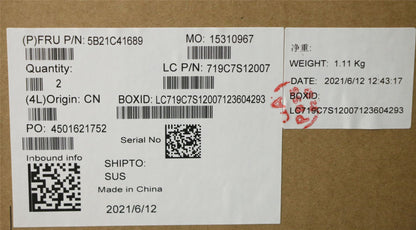 (P)FRU P/N: 5B21C41689
MO: 15310967
Quantity:
2
LC P/N: 719C7S12007
(4L)Origin: CN
BOXID: LC719C7S12007123604293
PO: 4501621752
Serial No
Inbound info
SHIPTO:
SUS
Made in China
2021/6/12
净重:
WEIGHT: 1.11 Kg
DATE: 2021/6/12 12:43:17
BOXID:
LC719C7S12007123604293